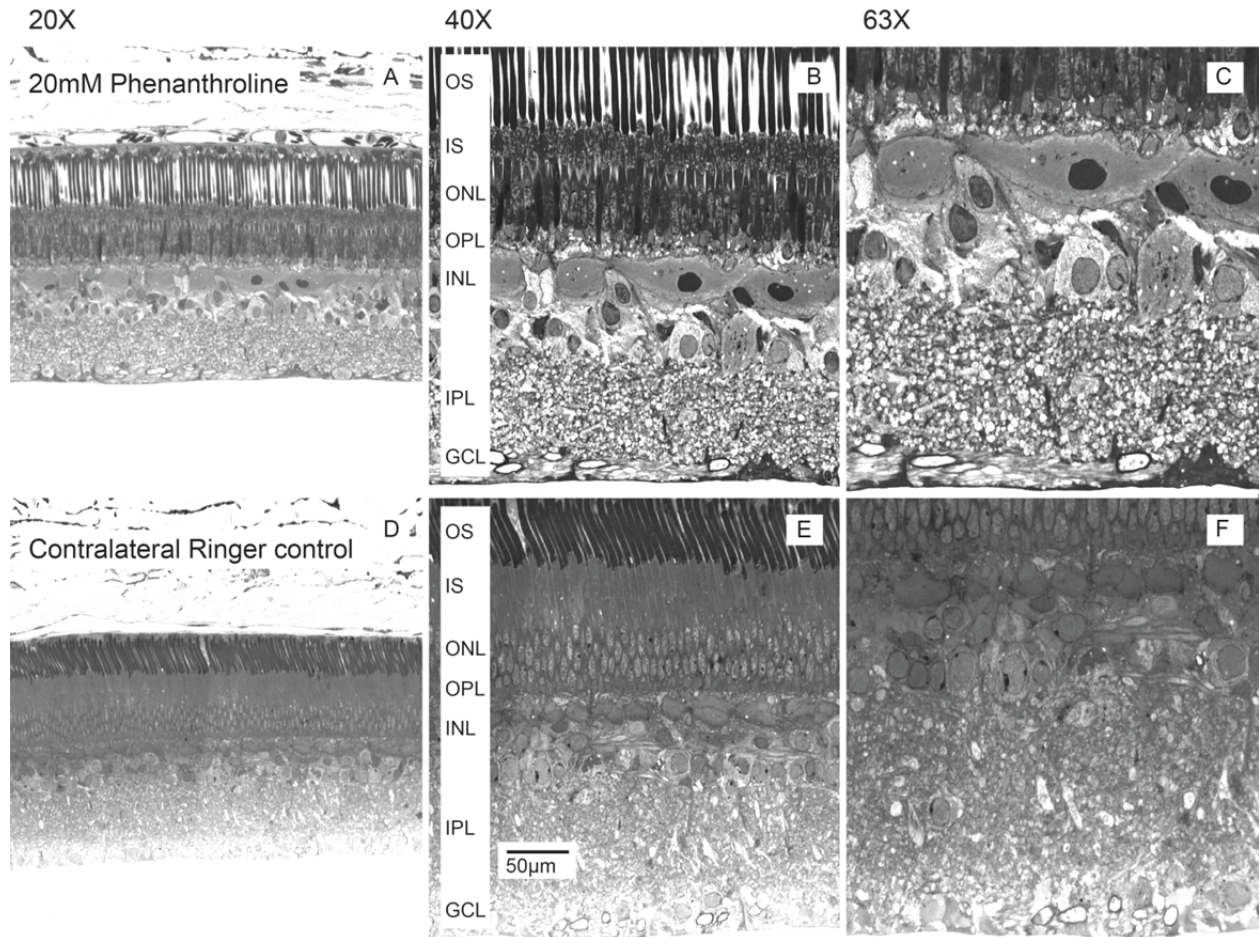 20X
40X
63X
A
20mM Phenanthroline
B
OS
IS
ONL
OPL
INL
IPL
GCL
C
D
Contralateral Ringer control
E
OS
IS
ONL
OPL
INL
IPL
50µm
GCL
F